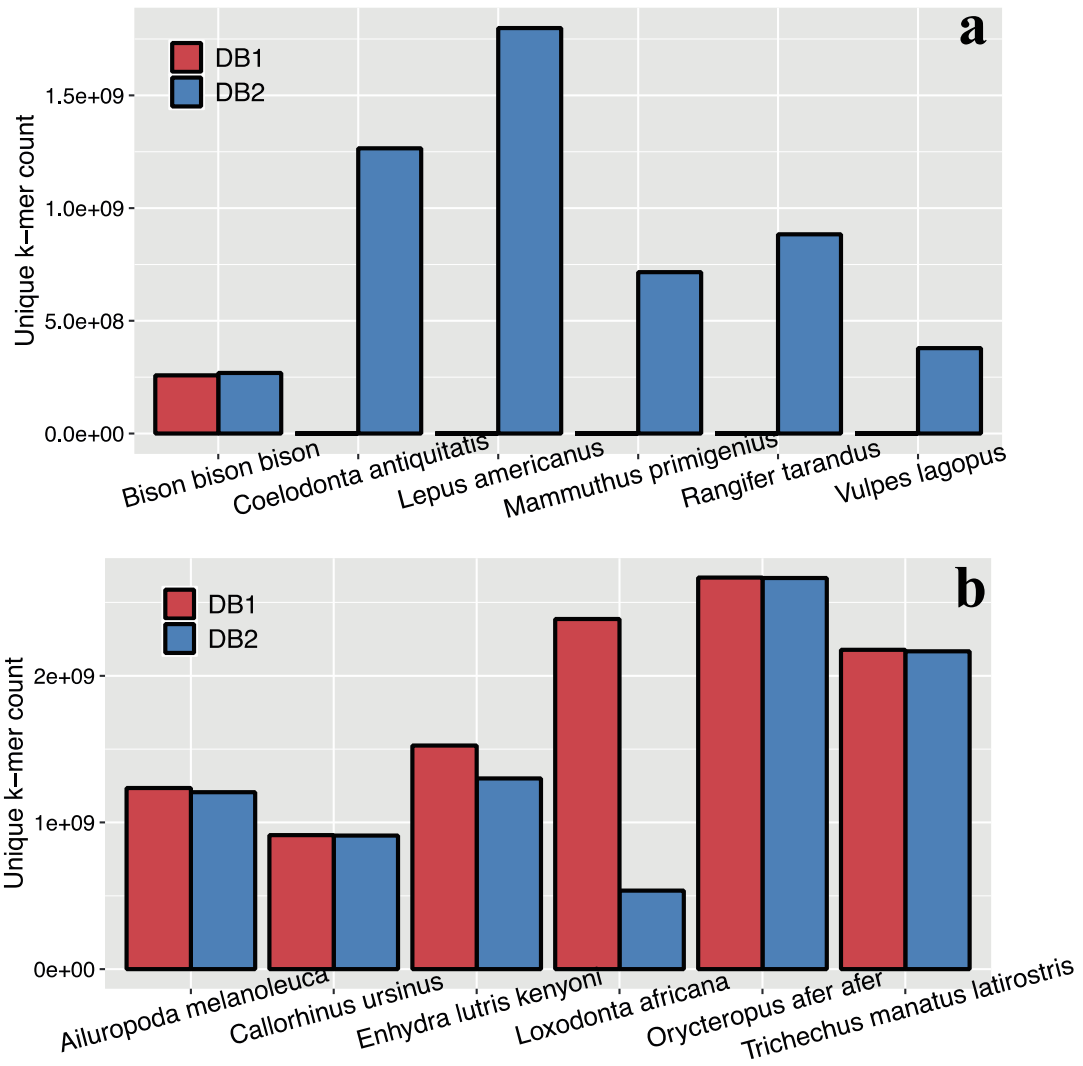 a
DB1
DB2
Unique k−mer count
1.5e+09
1.0e+09
5.0e+08
0.0e+00
Bison bison bison
Coelodonta antiquitatis
Lepus americanus
Mammuthus primigenius
Rangifer tarandus
Vulpes lagopus
b
DB1
DB2
Unique k−mer count
2e+09
1e+09
0e+00
Ailuropoda melanoleuca
Callorhinus ursinus
Enhydra lutris kenyoni
Loxodonta africana
Orycteropus afer afer
Trichechus manatus latirostris